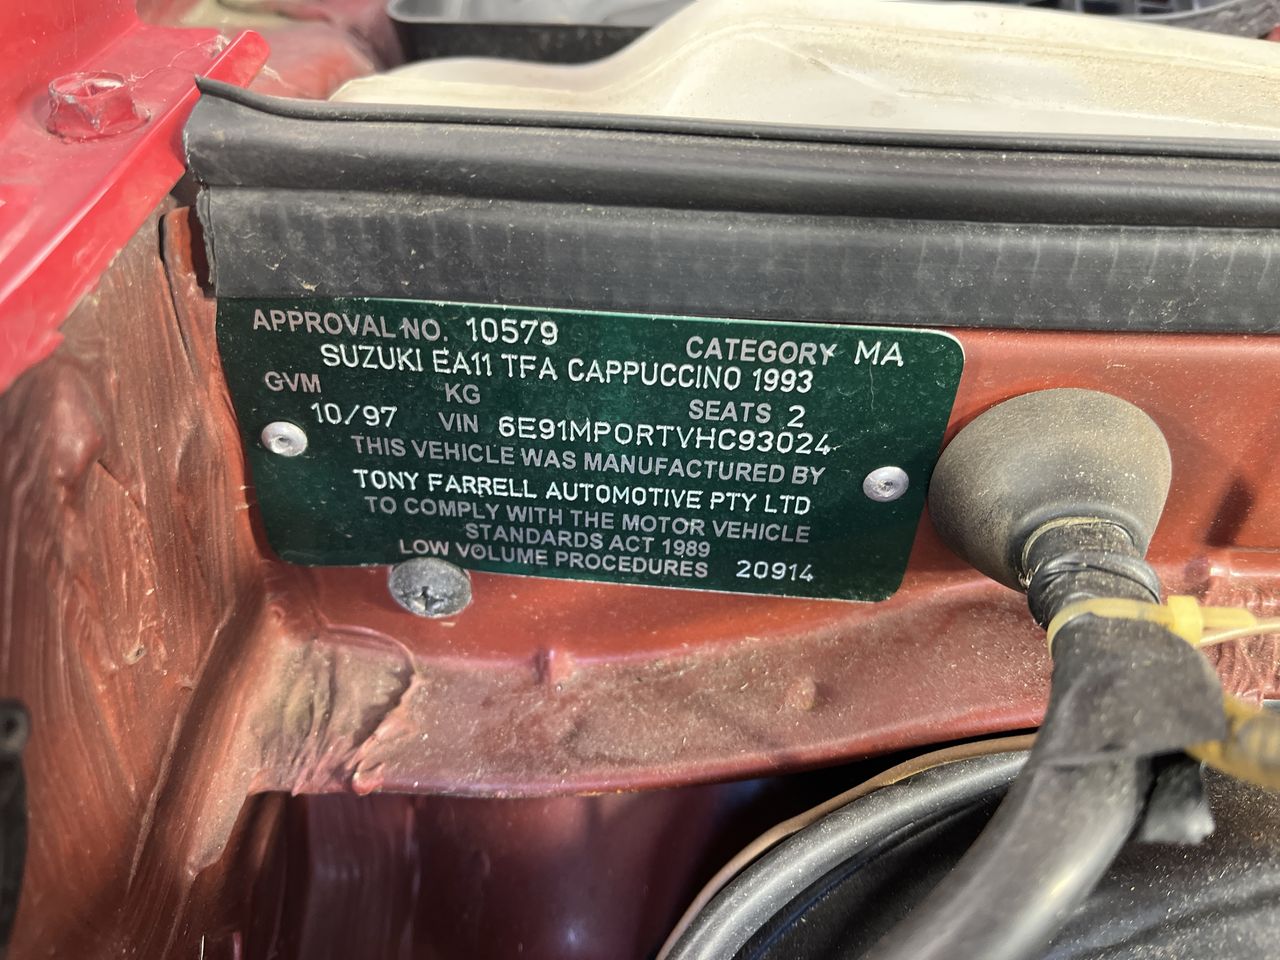 APPROVAL NO. 10579 CATEGORY MA
SUZUKI EA11 TFA CAPPUCCINO 1993
GVM KG SEATS 2
10/97 VIN 6E91MPORTVHC93024
THIS VEHICLE WAS MANUFACTURED BY
TONY FARRELL AUTOMOTIVE PTY LTD
TO COMPLY WITH THE MOTOR VEHICLE
STANDARDS ACT 1989
LOW VOLUME PROCEDURES 20914